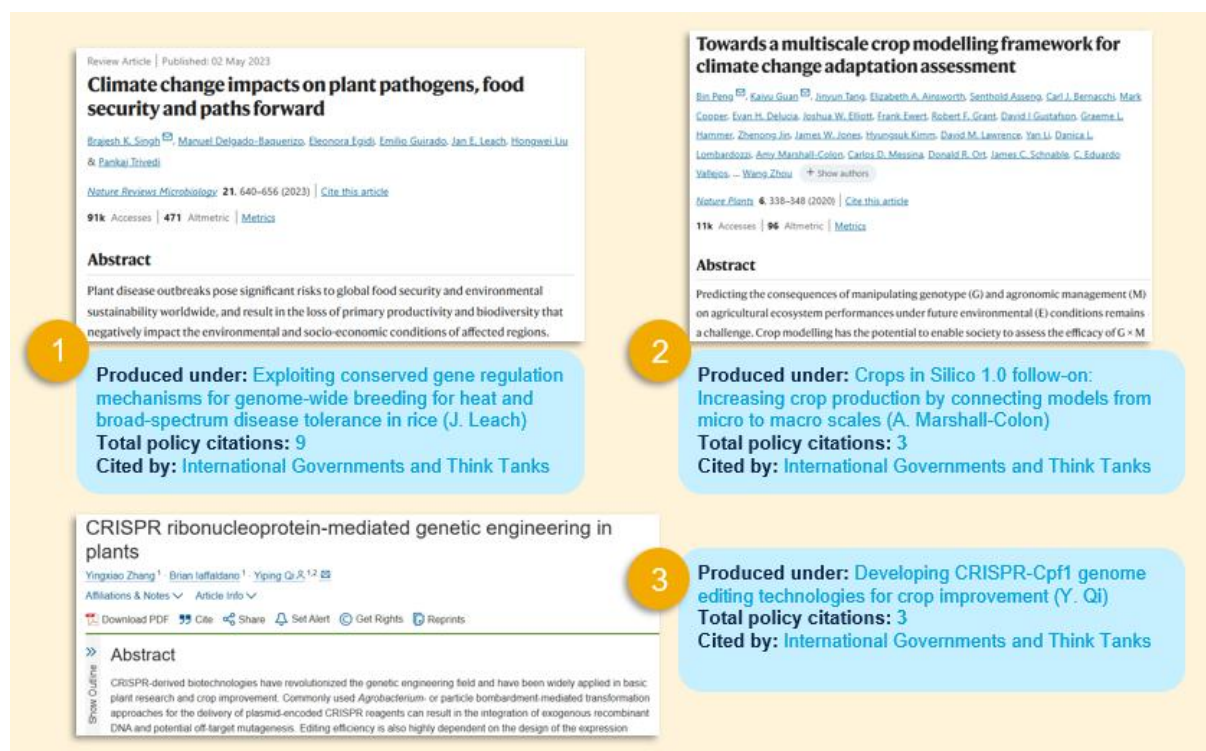 Review Article | Published: 02 May 2023
Climate change impacts on plant pathogens, food
security and paths forward
Brajesh K. Singh, Manuel Delgado-Baquerizo, Eleonora Egidi, Emilio Guirado, Jan E. Leach, Hongwei Liu
& Pankaj Trivedi
Nature Reviews Microbiology 21, 640–656 (2023) | Cite this article
91k Accesses | 471 Altmetric | Metrics
Abstract
Plant disease outbreaks pose significant risks to global food security and environmental
sustainability worldwide, and result in the loss of primary productivity and biodiversity that
negatively impact the environmental and socio-economic conditions of affected regions.
1
Produced under: Exploiting conserved gene regulation
mechanisms for genome-wide breeding for heat and
broad-spectrum disease tolerance in rice (J. Leach)
Total policy citations: 9
Cited by: International Governments and Think Tanks
Towards a multiscale crop modelling framework for
climate change adaptation assessment
Bin Peng, Kaiyu Guan, Jinyun Tang, Elizabeth A. Ainsworth, Senthold Asseng, Carl J. Bernacchi, Mark
Cooper, Evan H. Delucia, Joshua W. Elliott, Frank Ewert, Robert F. Grant, David I Gustafson, Graeme L.
Hammer, Zhenong Jin, James W. Jones, Hyungsuk Kimm, David M. Lawrence, Yan Li, Danica L.
Lombardozzi, Amy Marshall-Colon, Carlos D. Messina, Donald R. Ort, James C. Schnable, C. Eduardo
Vallejos, … Wang Zhou + Show authors
Nature Plants 6, 338–348 (2020) | Cite this article
11k Accesses | 96 Altmetric | Metrics
Abstract
Predicting the consequences of manipulating genotype (G) and agronomic management (M)
on agricultural ecosystem performances under future environmental (E) conditions remains
a challenge. Crop modelling has the potential to enable society to assess the efficacy of G × M
2
Produced under: Crops in Silico 1.0 follow-on:
Increasing crop production by connecting models from
micro to macro scales (A. Marshall-Colon)
Total policy citations: 3
Cited by: International Governments and Think Tanks
CRISPR ribonucleoprotein-mediated genetic engineering in
plants
Yingxiao Zhang 1 · Brian Iaffaldano 1 · Yiping Qi 1,2
Affiliations & Notes Article Info
Download PDF Cite Share Set Alert Get Rights Reprints
Show Outline
Abstract
CRISPR-derived biotechnologies have revolutionized the genetic engineering field and have been widely applied in basic
plant research and crop improvement. Commonly used Agrobacterium- or particle bombardment-mediated transformation
approaches for the delivery of plasmid-encoded CRISPR reagents can result in the integration of exogenous recombinant
DNA and potential off-target mutagenesis. Editing efficiency is also highly dependent on the design of the expression
3
Produced under: Developing CRISPR-Cpf1 genome
editing technologies for crop improvement (Y. Qi)
Total policy citations: 3
Cited by: International Governments and Think Tanks